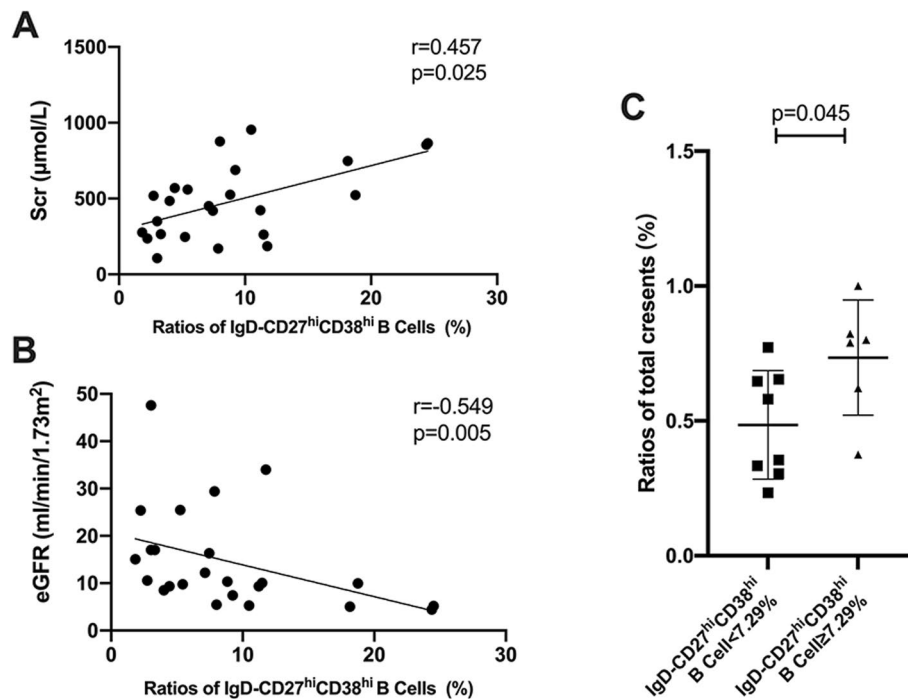 A
r=0.457
p=0.025
Scr (μmol/L)
1500
1000
500
0
0 10 20 30
Ratios of IgD-CD27hiCD38hi B Cells (%)
B
r=-0.549
p=0.005
eGFR (ml/min/1.73m2)
50
40
30
20
10
0
0 10 20 30
Ratios of IgD-CD27hiCD38hi B Cells (%)
C
p=0.045
Ratios of total cresents (%)
1.5
1.0
0.5
0.0
IgD-CD27hiCD38hi
B Cell<7.29%
IgD-CD27hiCD38hi
B Cell≥7.29%